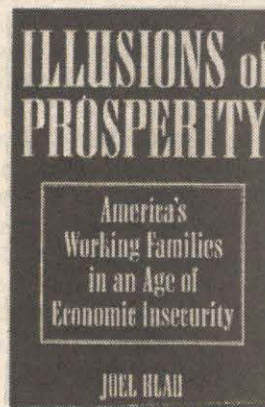 ILLUSIONS of
PROSPERITY
America's
Working Families
in an Age of
Economic Insecurity
JOEL BLAU